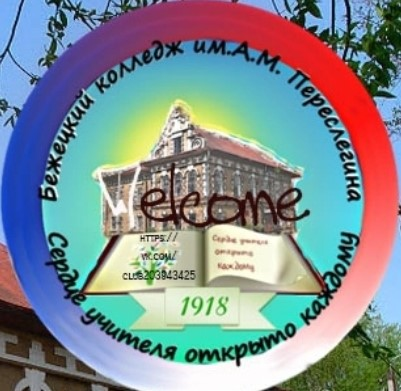 Бежецкий колледж им.А.М. Переслегина
Welcome
HTTPS://
VK.COM/
CLUB203943425
Сердце учителя
открыто
каждому
1918
Сердце учителя открыто каждому